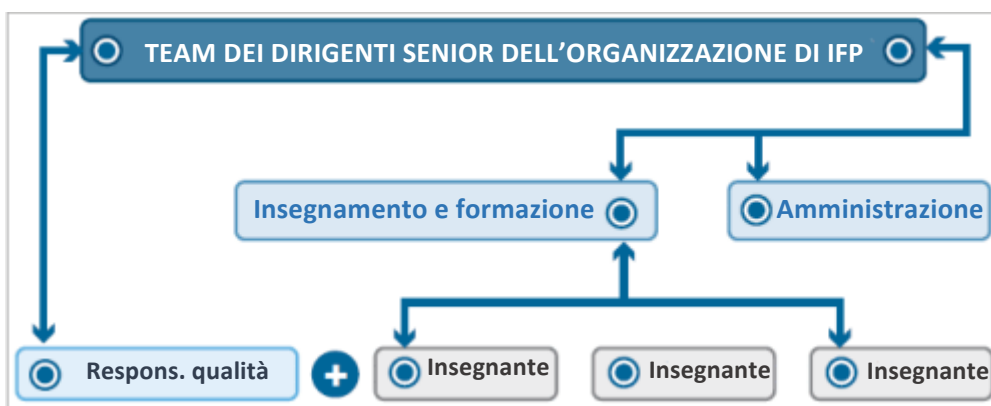 TEAM DEI DIRIGENTI SENIOR DELL’ORGANIZZAZIONE DI IFP
Insegnamento e formazione
Amministrazione
Respons. qualità
Insegnante
Insegnante
Insegnante